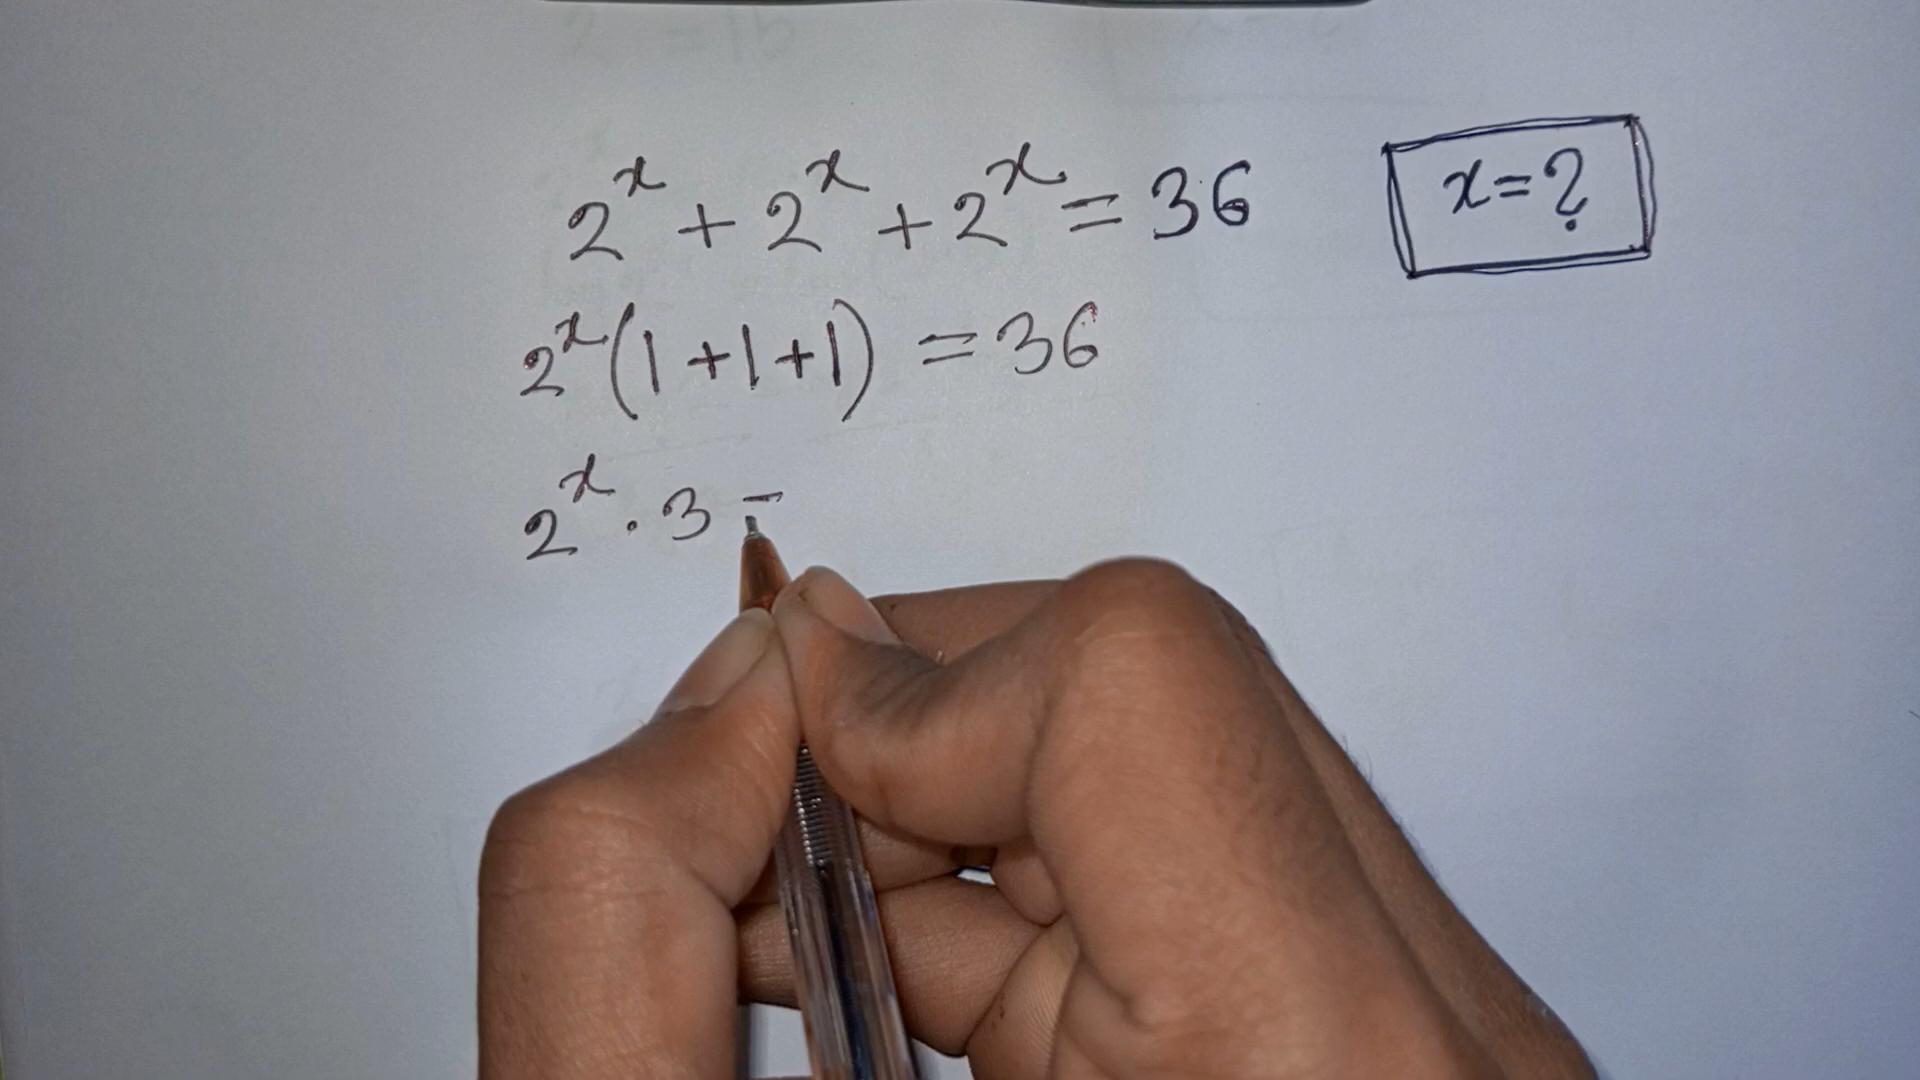 2^x + 2^x + 2^x = 36
x = ?
2^x (1 + 1 + 1) = 36
2^x . 3 -